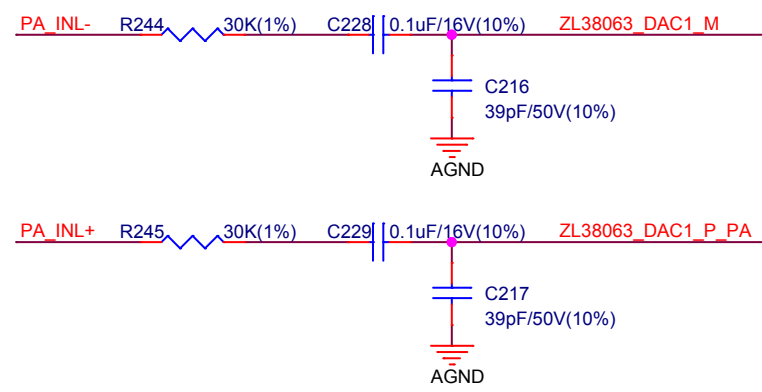 PA_INL- R244 30K(1%) C228 0.1uF/16V(10%) ZL38063_DAC1_M
C216
39pF/50V(10%)
AGND
PA_INL+ R245 30K(1%) C229 0.1uF/16V(10%) ZL38063_DAC1_P_PA
C217
39pF/50V(10%)
AGND